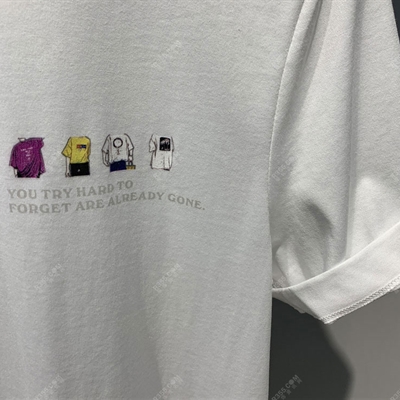 YOU TRY HARD TO
FORGET ARE ALREADY GONE.